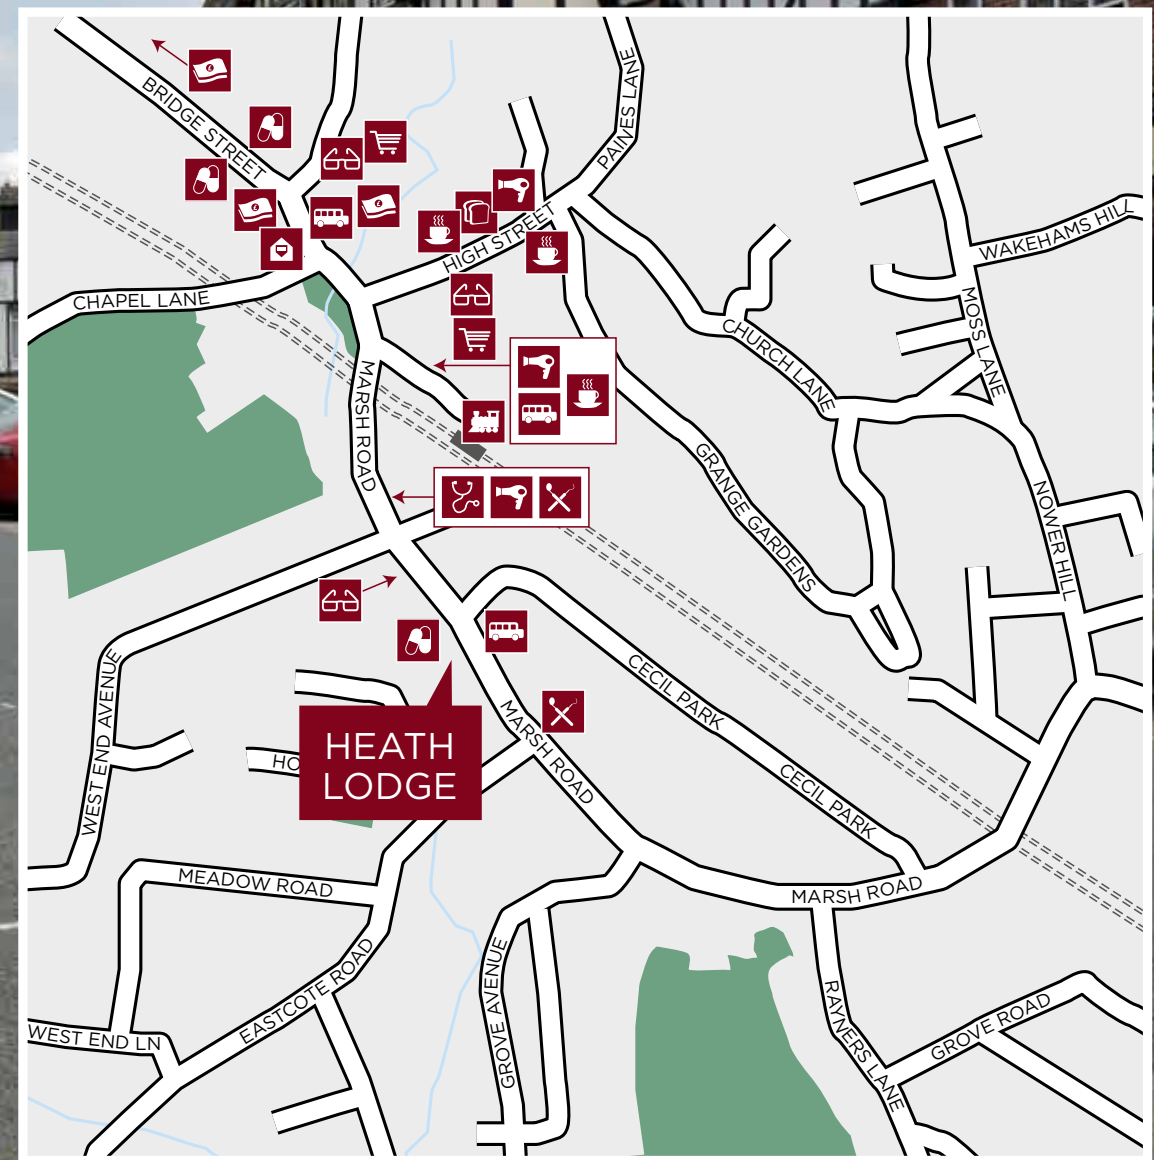 BRIDGE STREET
PAINES LANE
HIGH STREET
WAKEHAMS HILL
CHAPEL LANE
MOSS LANE
CHURCH LANE
MARSH ROAD
GRANGE GARDENS
NOWER HILL
WEST END AVENUE
CECIL PARK
MARSH ROAD
HEATH
LODGE
HO
CECIL PARK
MEADOW ROAD
MARSH ROAD
EASTCOTE ROAD
GROVE AVENUE
WEST END LN
RAYNERS LANE
GROVE ROAD